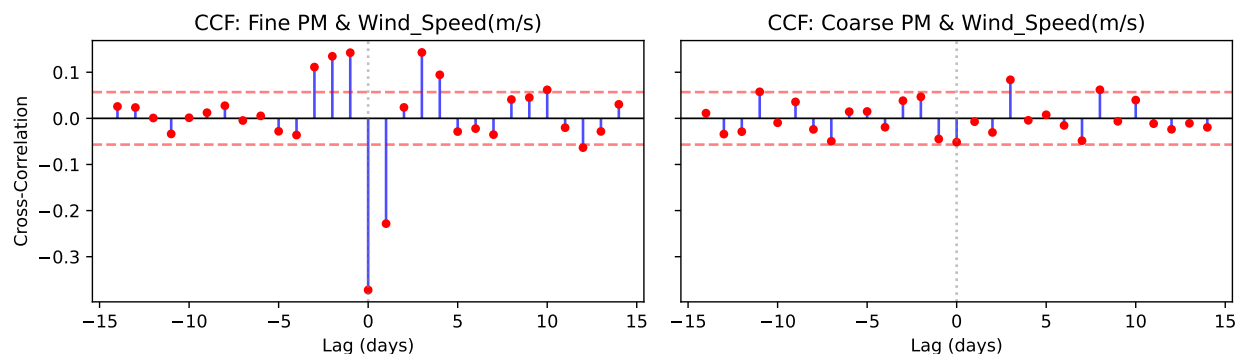 CCF: Fine PM & Wind_Speed(m/s)
CCF: Coarse PM & Wind_Speed(m/s)
Cross-Correlation
0.1
0.0
−0.1
−0.2
−0.3
−15 −10 −5 0 5 10 15
−15 −10 −5 0 5 10 15
Lag (days)
Lag (days)